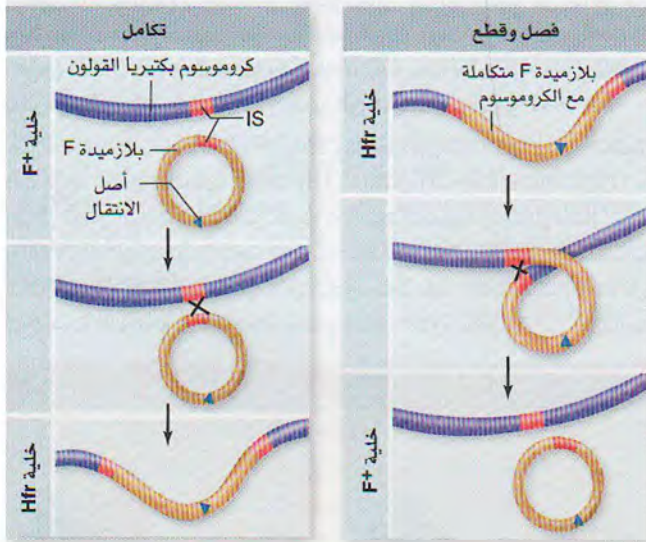 فصل وقطع
بلازميدة F متكاملة
مع الكروموسوم
خلية Hfr
خلية F⁺
تكامل
كروموسوم بكتيريا القولون
IS
بلازميدة F
أصل
الانتقال
خلية F⁺
خلية Hfr